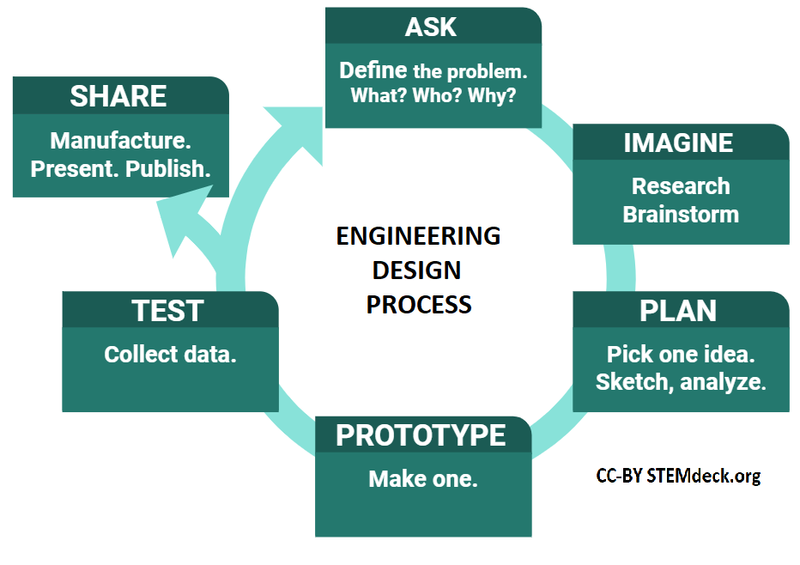 ASK
Define the problem.
What? Who? Why?
IMAGINE
Research
Brainstorm
PLAN
Pick one idea.
Sketch, analyze.
PROTOTYPE
Make one.
TEST
Collect data.
SHARE
Manufacture.
Present. Publish.
ENGINEERING
DESIGN
PROCESS
CC-BY STEMdeck.org